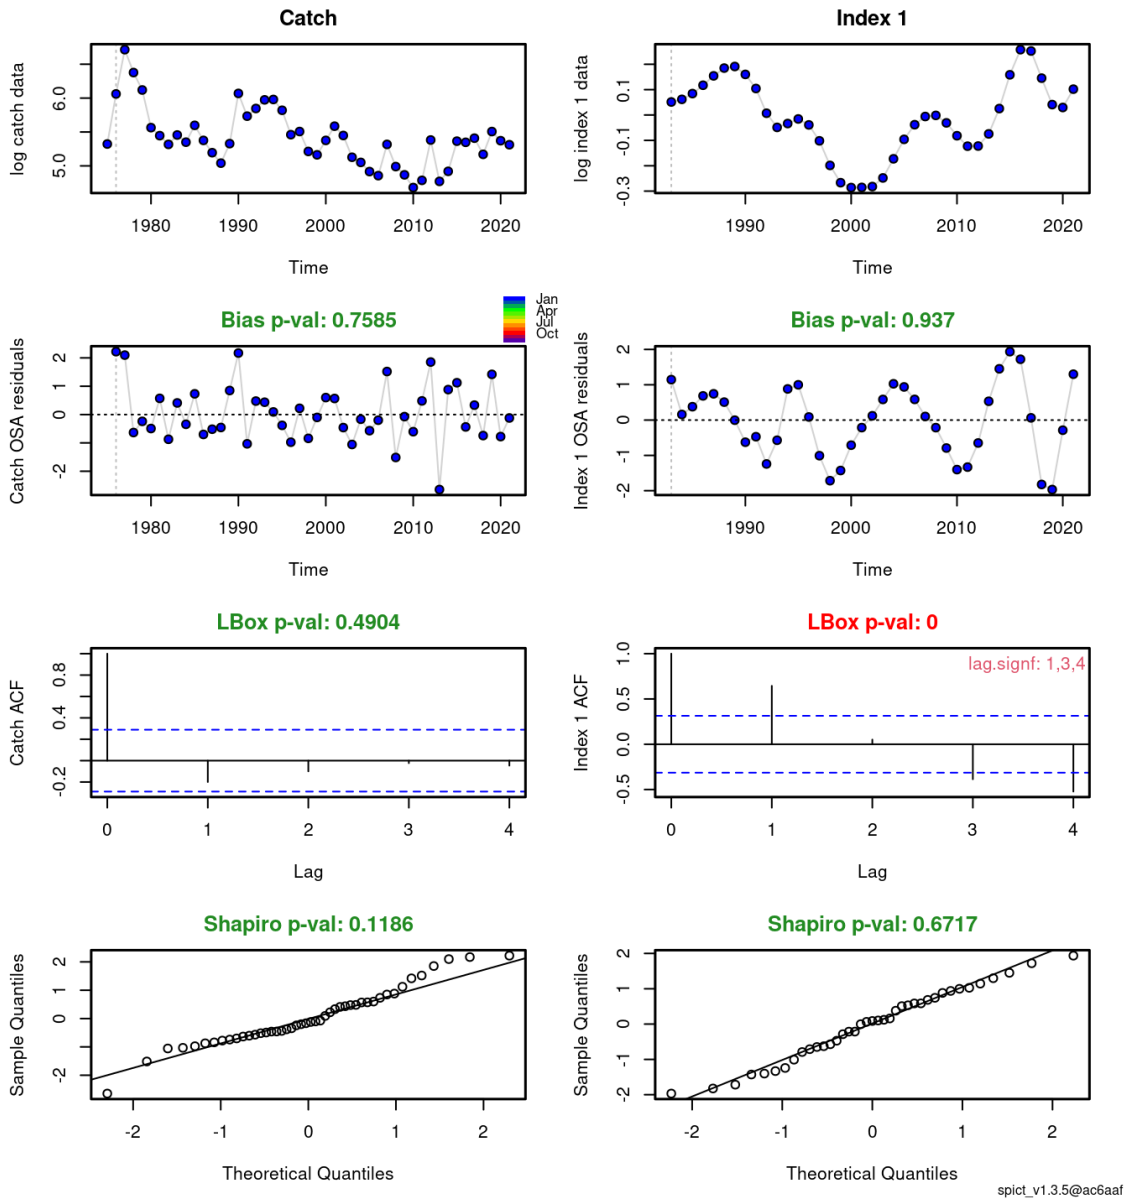 Catch
Index 1
log catch data
5.0
6.0
1980
1990
2000
2010
2020
Time
log index 1 data
-0.3
-0.1
0.1
1990
2000
2010
2020
Time
Jan
Apr
Jul
Oct
Bias p-val: 0.7585
Catch OSA residuals
-2
0
2
1980
1990
2000
2010
2020
Time
Bias p-val: 0.937
Index 1 OSA residuals
-2
-1
0
1
2
1990
2000
2010
2020
Time
LBox p-val: 0.4904
Catch ACF
-0.2
0.4
0.8
0
1
2
3
4
Lag
LBox p-val: 0
lag.signf: 1,3,4
Index 1 ACF
-0.5
0.0
0.5
1.0
0
1
2
3
4
Lag
Shapiro p-val: 0.1186
Sample Quantiles
-2
0
1
2
-2
-1
0
1
2
Theoretical Quantiles
Shapiro p-val: 0.6717
Sample Quantiles
-2
-1
0
1
2
-2
-1
0
1
2
Theoretical Quantiles
spict_v1.3.5@ac6aaf